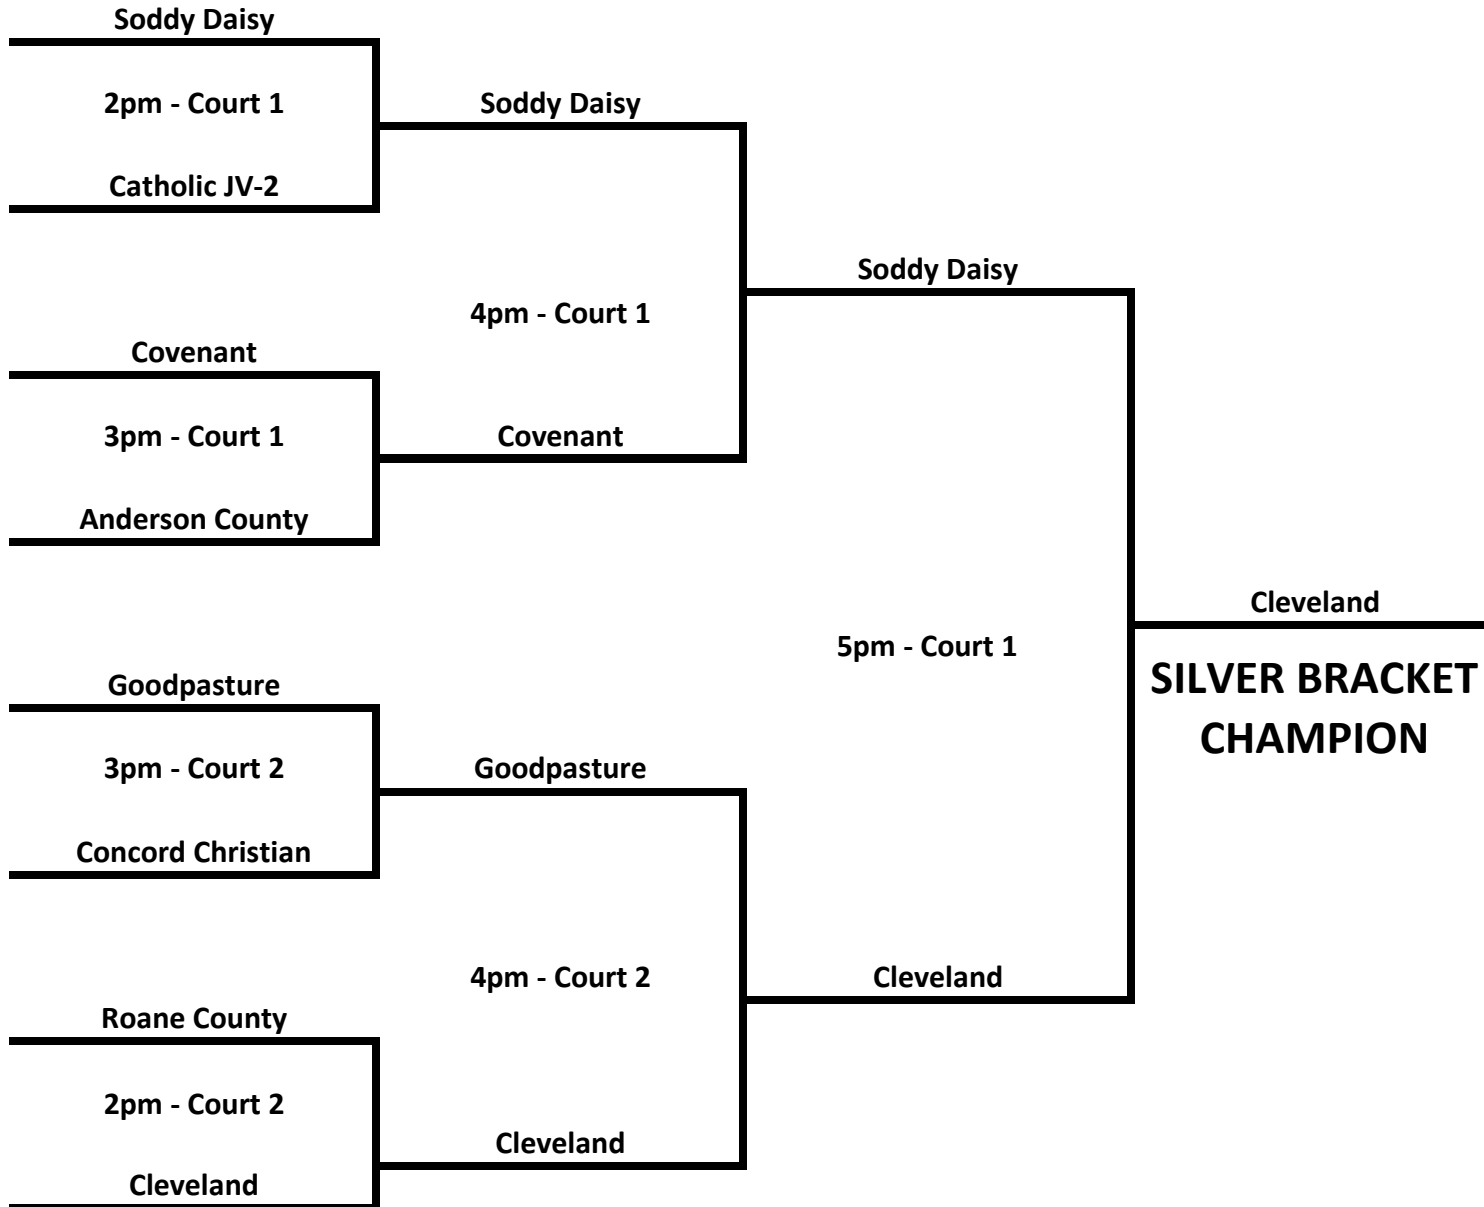 Soddy Daisy
2pm - Court 1
Soddy Daisy
Catholic JV-2
Soddy Daisy
4pm - Court 1
Covenant
3pm - Court 1
Covenant
Anderson County
Cleveland
5pm - Court 1
SILVER BRACKET
CHAMPION
Goodpasture
3pm - Court 2
Goodpasture
Concord Christian
4pm - Court 2
Cleveland
Roane County
2pm - Court 2
Cleveland
Cleveland